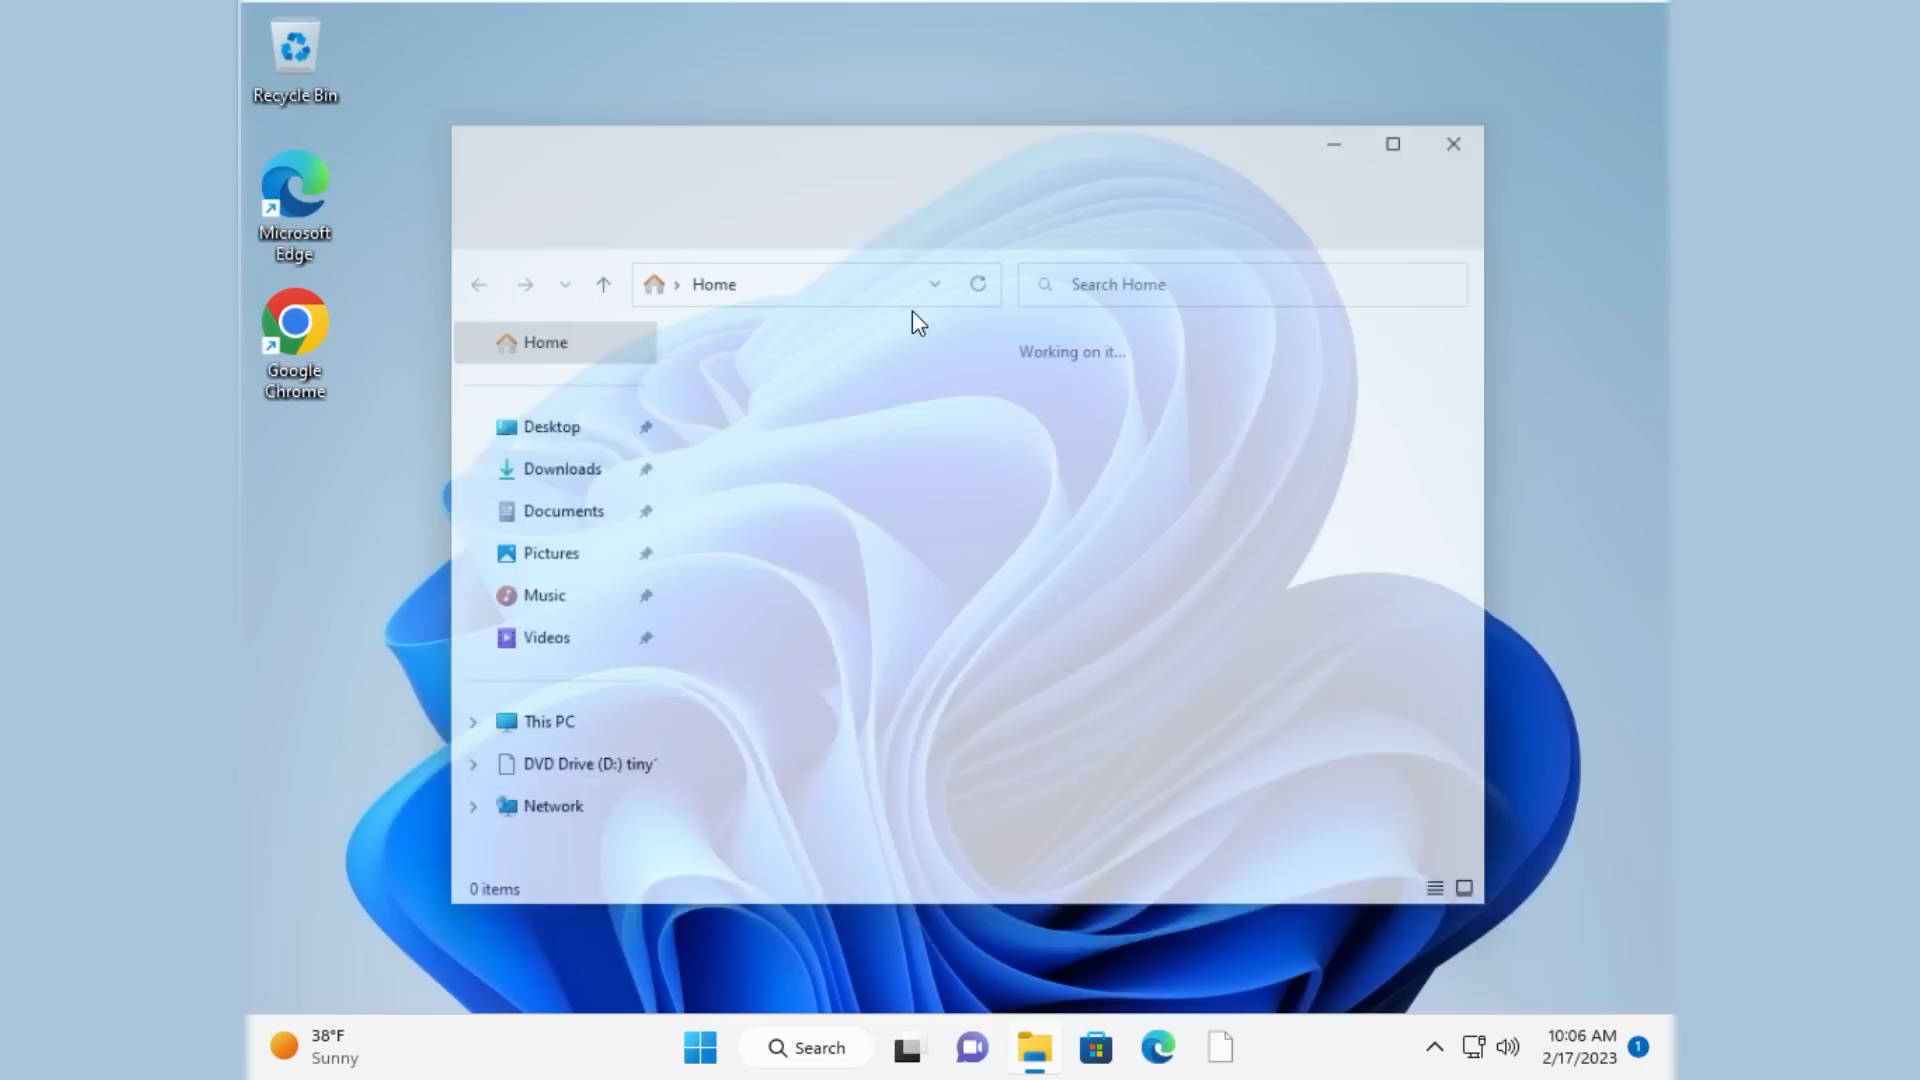 Recycle Bin
Microsoft
Edge
Google
Chrome
Home
Search Home
Home
Working on it...
Desktop
Downloads
Documents
Pictures
Music
Videos
This PC
DVD Drive (D:) tiny
Network
0 items
38°F
Sunny
Search
10:06 AM
2/17/2023
1